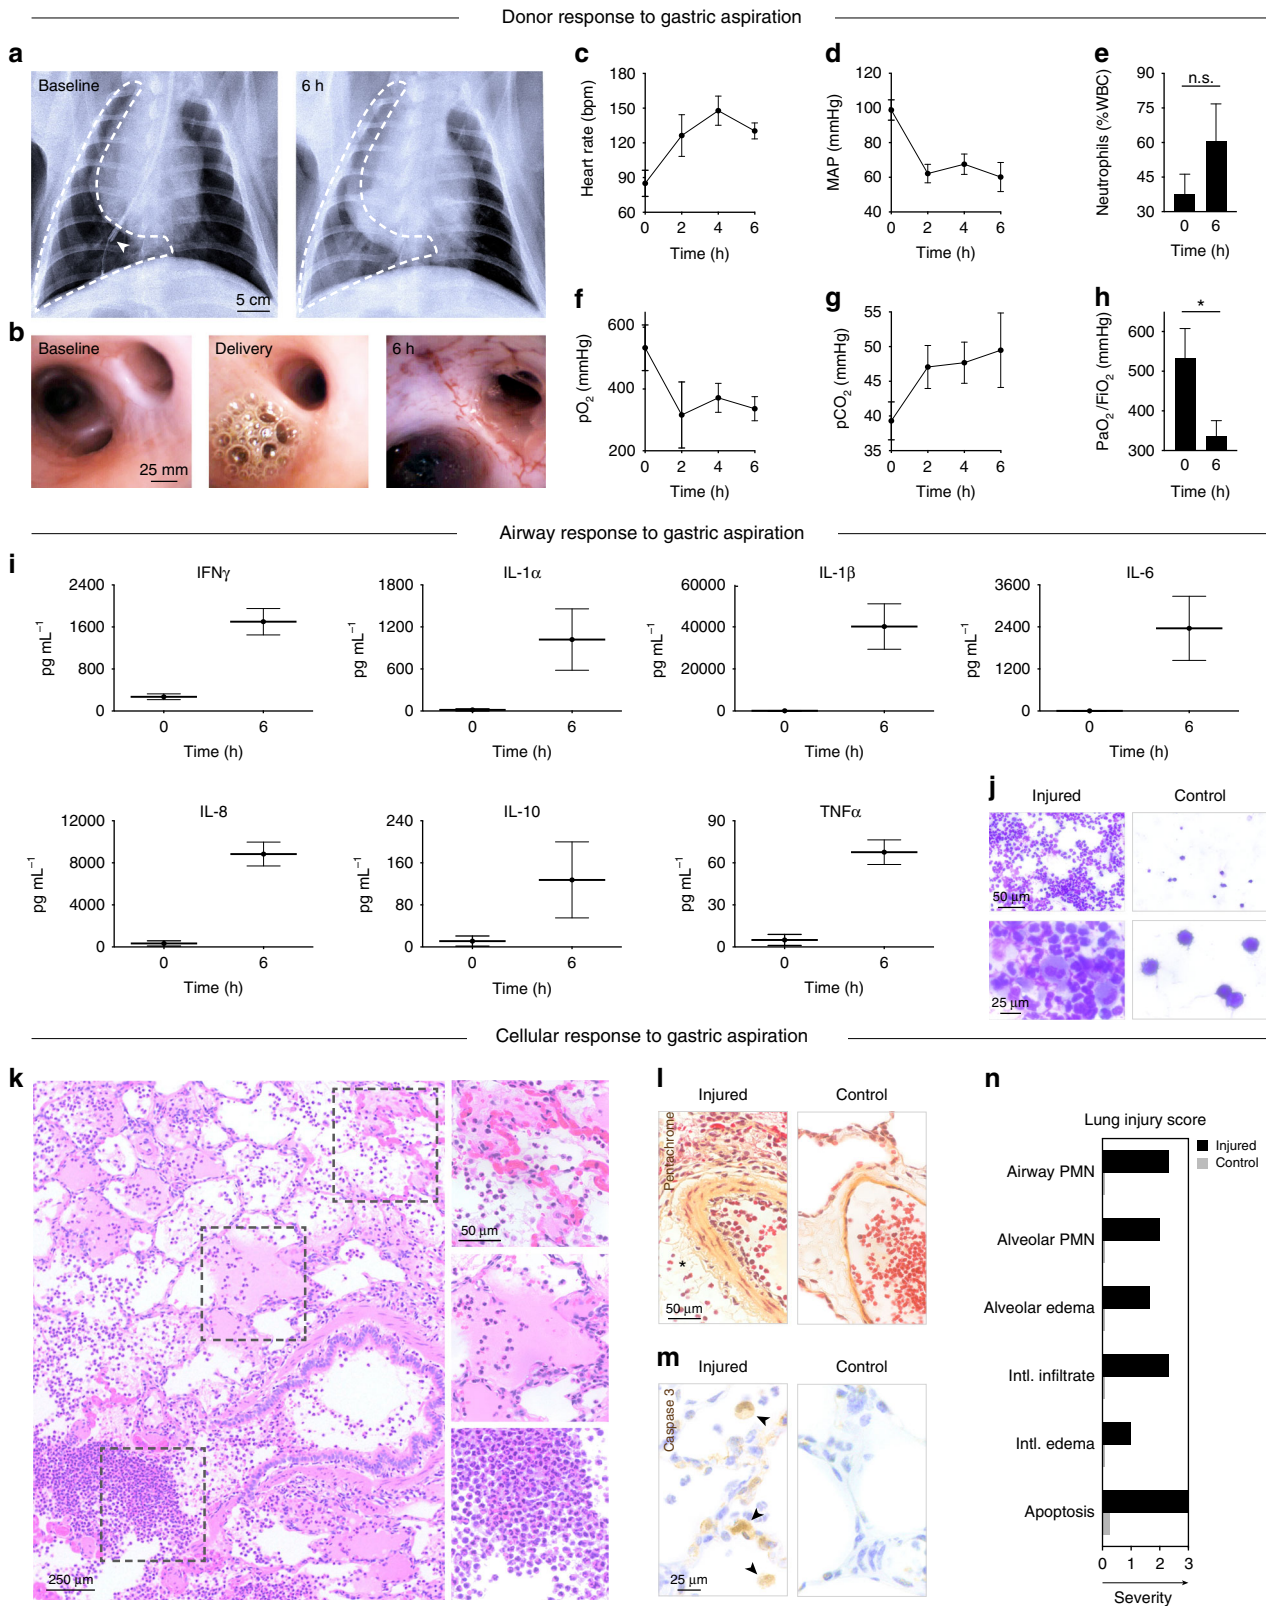 Donor response to gastric aspiration
a
Baseline
6 h
5 cm
b
Baseline
Delivery
6 h
25 mm
c
Heart rate (bpm)
180
150
120
90
60
0 2 4 6
Time (h)
d
MAP (mmHg)
120
100
80
60
40
0 2 4 6
Time (h)
e
Neutrophils (%WBC)
90
75
60
45
30
n.s.
0 6
Time (h)
f
pO₂ (mmHg)
600
400
200
0 2 4 6
Time (h)
g
pCO₂ (mmHg)
55
50
45
40
35
0 2 4 6
Time (h)
h
PaO₂/FiO₂ (mmHg)
600
500
400
300
*
0 6
Time (h)
Airway response to gastric aspiration
i
IFNγ
pg mL⁻¹
2400
1600
800
0
0 6
Time (h)
IL-1α
pg mL⁻¹
1800
1200
600
0
0 6
Time (h)
IL-1β
pg mL⁻¹
60000
40000
20000
0
0 6
Time (h)
IL-6
pg mL⁻¹
3600
2400
1200
0
0 6
Time (h)
IL-8
pg mL⁻¹
12000
8000
4000
0
0 6
Time (h)
IL-10
pg mL⁻¹
240
160
80
0
0 6
Time (h)
TNFα
pg mL⁻¹
90
60
30
0
0 6
Time (h)
j
Injured Control
50 μm
25 μm
Cellular response to gastric aspiration
k
250 μm
50 μm
l
Injured Control
Pentachrome
*
50 μm
m
Injured Control
Caspase 3
25 μm
n
Lung injury score
Injured
Control
Airway PMN
Alveolar PMN
Alveolar edema
Intl. infiltrate
Intl. edema
Apoptosis
0 1 2 3
Severity